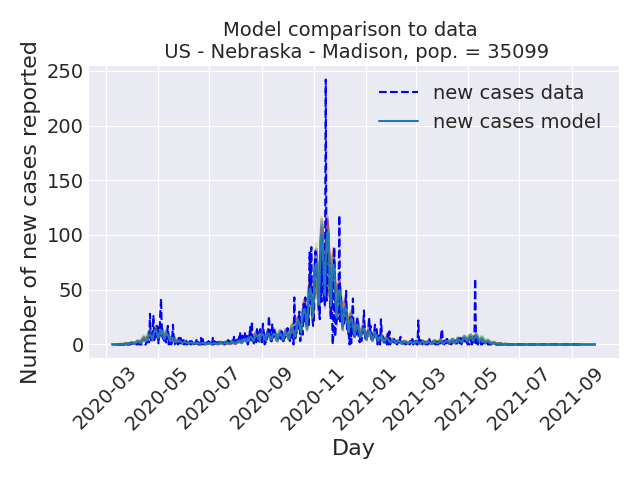 Model comparison to data
US - Nebraska - Madison, pop. = 35099
Number of new cases reported
250
200
150
100
50
0
new cases data
new cases model
2020-03
2020-05
2020-07
2020-09
2020-11
2021-01
2021-03
2021-05
2021-07
2021-09
Day